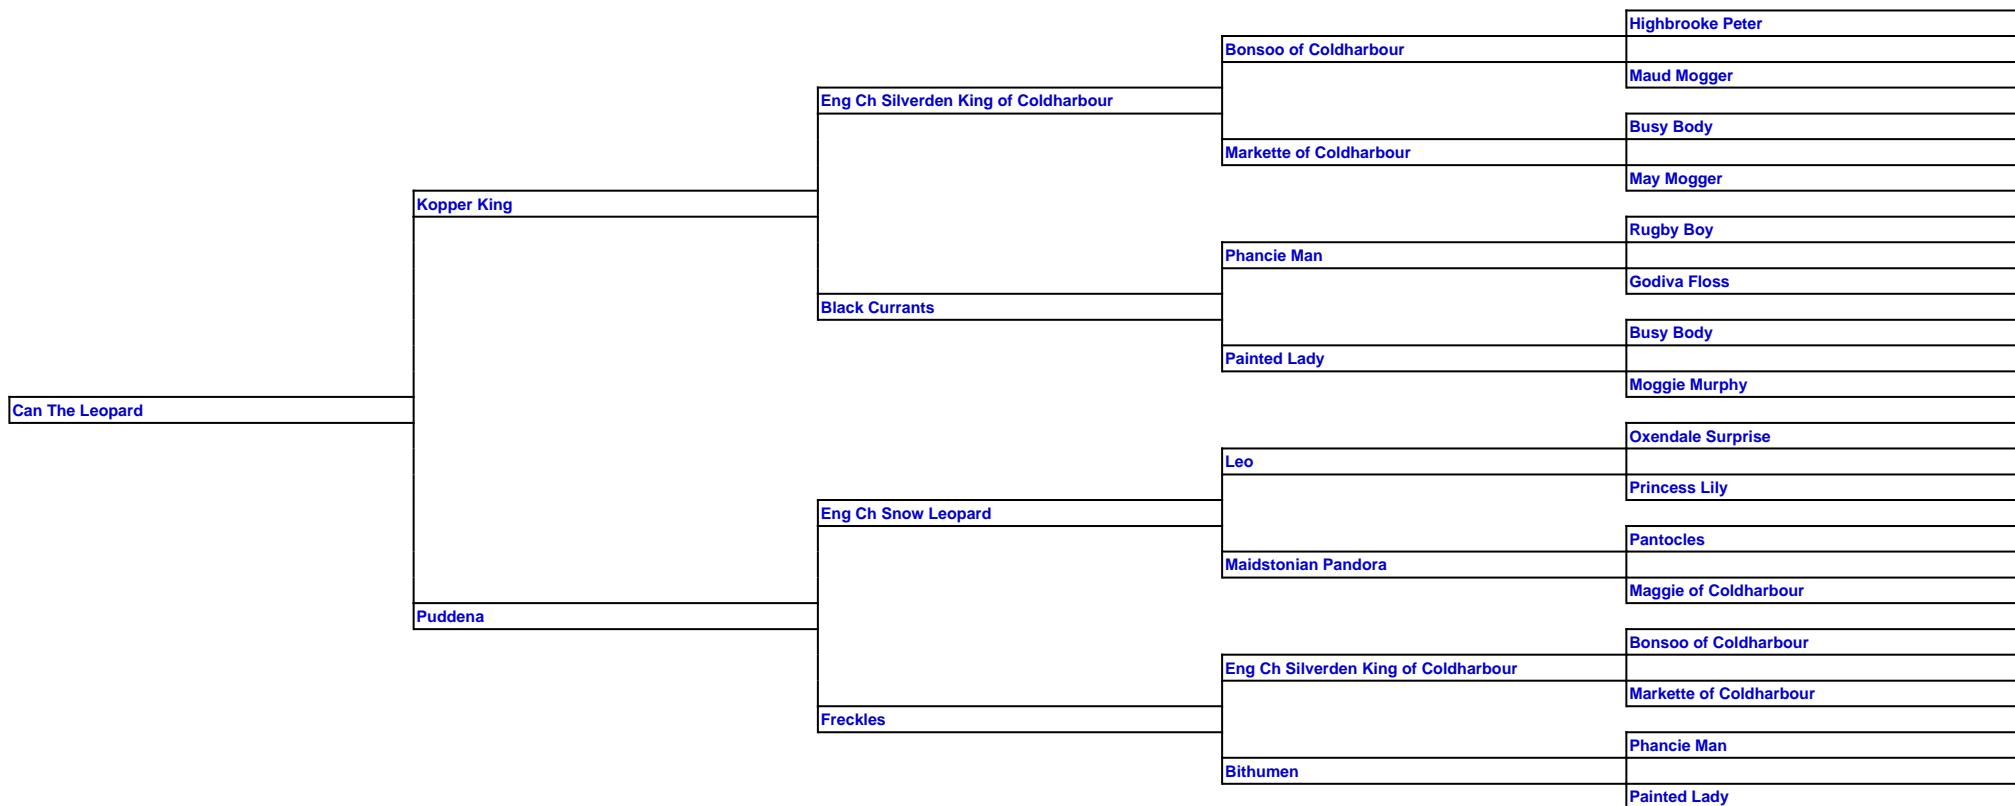 Highbrooke Peter
Bonsoo of Coldharbour
Maud Mogger
Eng Ch Silverden King of Coldharbour
Busy Body
Markette of Coldharbour
May Mogger
Kopper King
Rugby Boy
Phancie Man
Godiva Floss
Black Currants
Busy Body
Painted Lady
Moggie Murphy
Can The Leopard
Oxendale Surprise
Leo
Princess Lily
Eng Ch Snow Leopard
Pantocles
Maidstonian Pandora
Maggie of Coldharbour
Puddena
Bonsoo of Coldharbour
Eng Ch Silverden King of Coldharbour
Markette of Coldharbour
Freckles
Phancie Man
Bithumen
Painted Lady